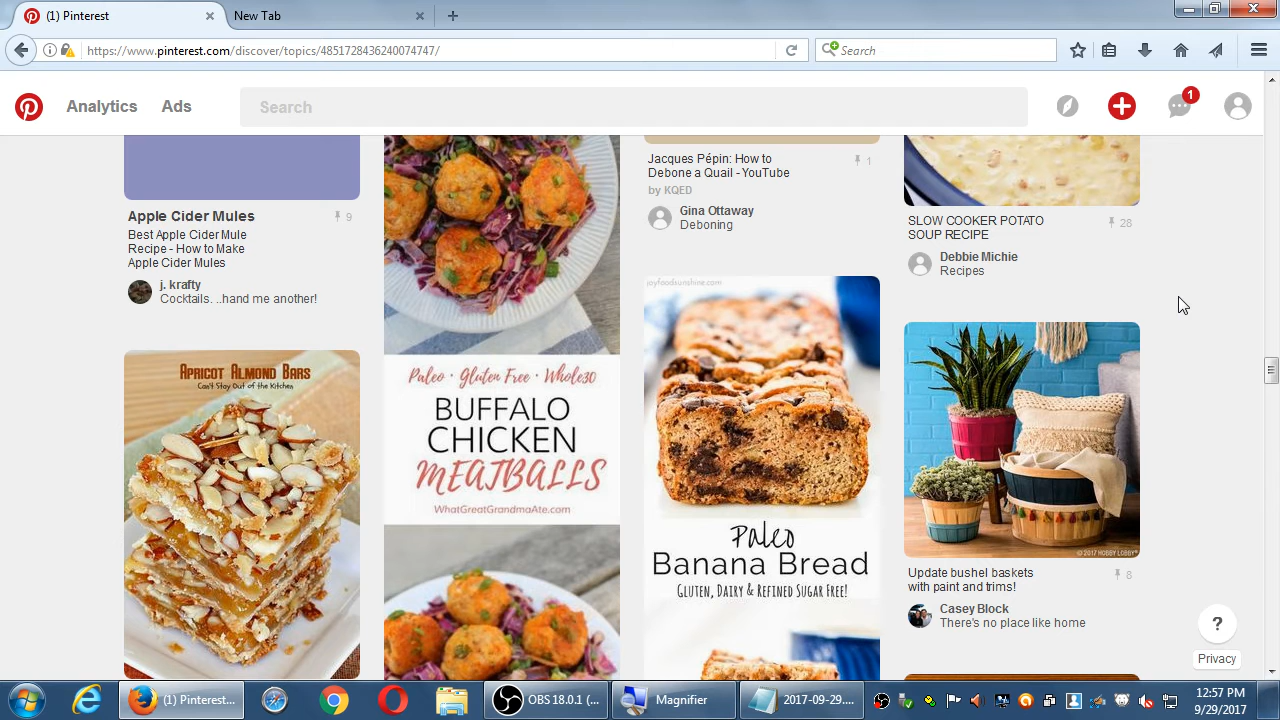 (1) Pinterest
New Tab
https://www.pinterest.com/discover/topics/4851728436240074747/
Search
Analytics
Ads
Search
1
Apple Cider Mules
9
Best Apple Cider Mule
Recipe - How to Make
Apple Cider Mules
j. krafty
Cocktails. ..hand me another!
APRICOT ALMOND BARS
Can't Stay Out of the Kitchen
Paleo · Gluten Free · Whole30
BUFFALO
CHICKEN
MEATBALLS
WhatGreatGrandmaAte.com
Jacques Pépin: How to
Debone a Quail - YouTube
1
by KQED
Gina Ottaway
Deboning
joyfoodsunshine.com
Paleo
Banana Bread
GLUTEN, DAIRY & REFINED SUGAR FREE!
SLOW COOKER POTATO
SOUP RECIPE
28
Debbie Michie
Recipes
© 2017 HOBBY LOBBY®
Update bushel baskets
with paint and trims!
8
Casey Block
There's no place like home
?
Privacy
(1) Pinterest...
OBS 18.0.1 (...
Magnifier
2017-09-29....
12:57 PM
9/29/2017